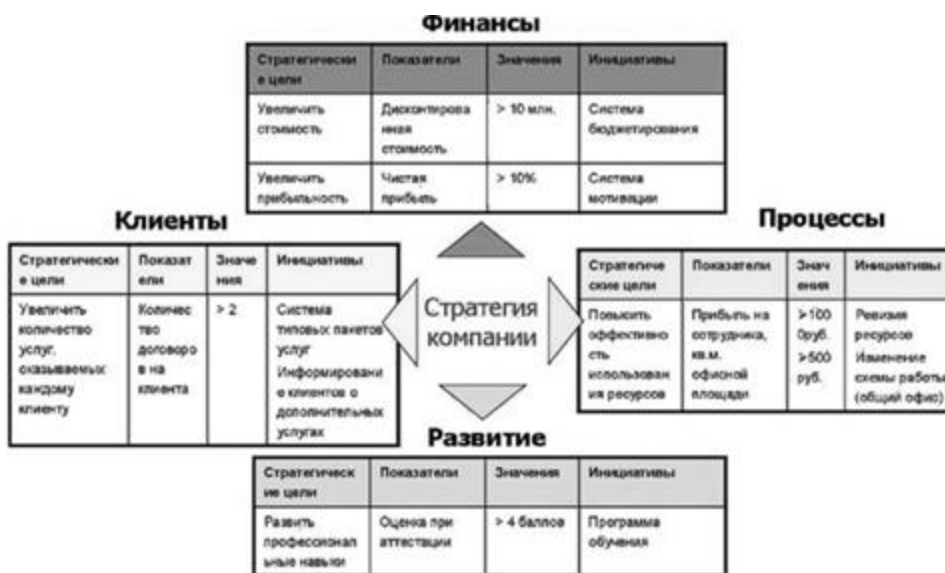 Финансы
Стратегически
е цели
Показатели
Значения
Инициативы
Увеличить
стоимость
Дисконтирова
нная
стоимость
> 10 млн.
Система
бюджетирования
Увеличить
прибыльность
Чистая
прибыль
> 10%
Система
мотивации
Клиенты
Стратегически
е цели
Показат
ели
Значе
ния
Инициативы
Увеличить
количество
услуг,
оказываемых
каждому
клиенту
Количес
тво
договоро
в на
клиента
> 2
Система
типовых пакетов
услуг
Информировани
е клиентов о
дополнительных
услугах
Стратегия
компании
Процессы
Стратегиче
ские цели
Показатели
Знач
ения
Инициативы
Повысить
эффективно
сть
использован
ия ресурсов
Прибыль на
сотрудника,
кв.м.
офисной
площади
>100
0руб.
>500
руб.
Ревизия
ресурсов
Изменение
схемы работы
(общий офис)
Развитие
Стратегическ
ие цели
Показатели
Значения
Инициативы
Развить
профессионал
ьные навыки
Оценка при
аттестации
> 4 баллов
Программа
обучения